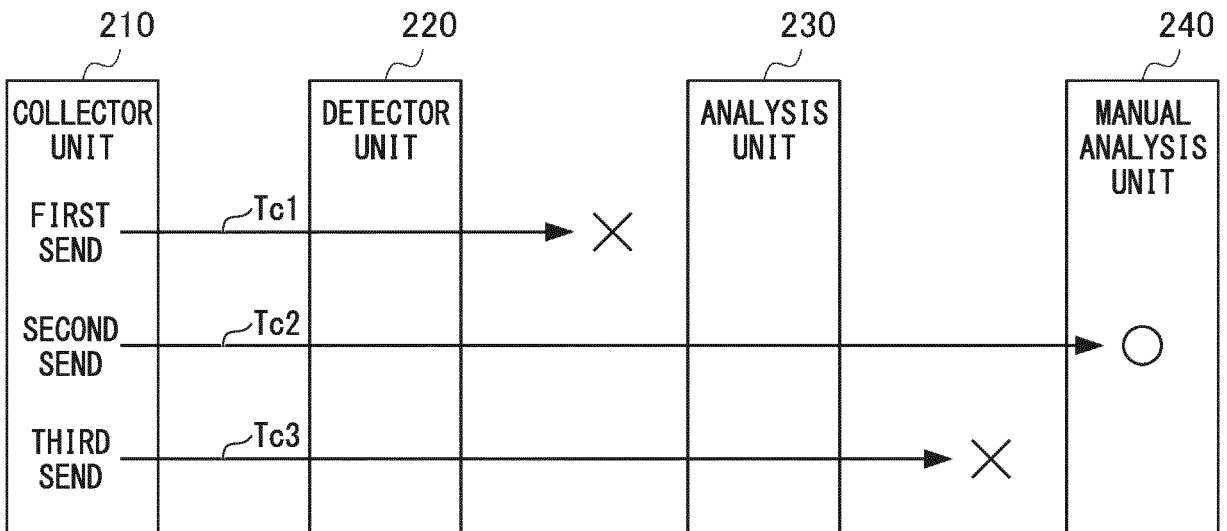 210
220
230
240
COLLECTOR
UNIT
DETECTOR
UNIT
ANALYSIS
UNIT
MANUAL
ANALYSIS
UNIT
FIRST
SEND
Tc1
SECOND
SEND
Tc2
THIRD
SEND
Tc3